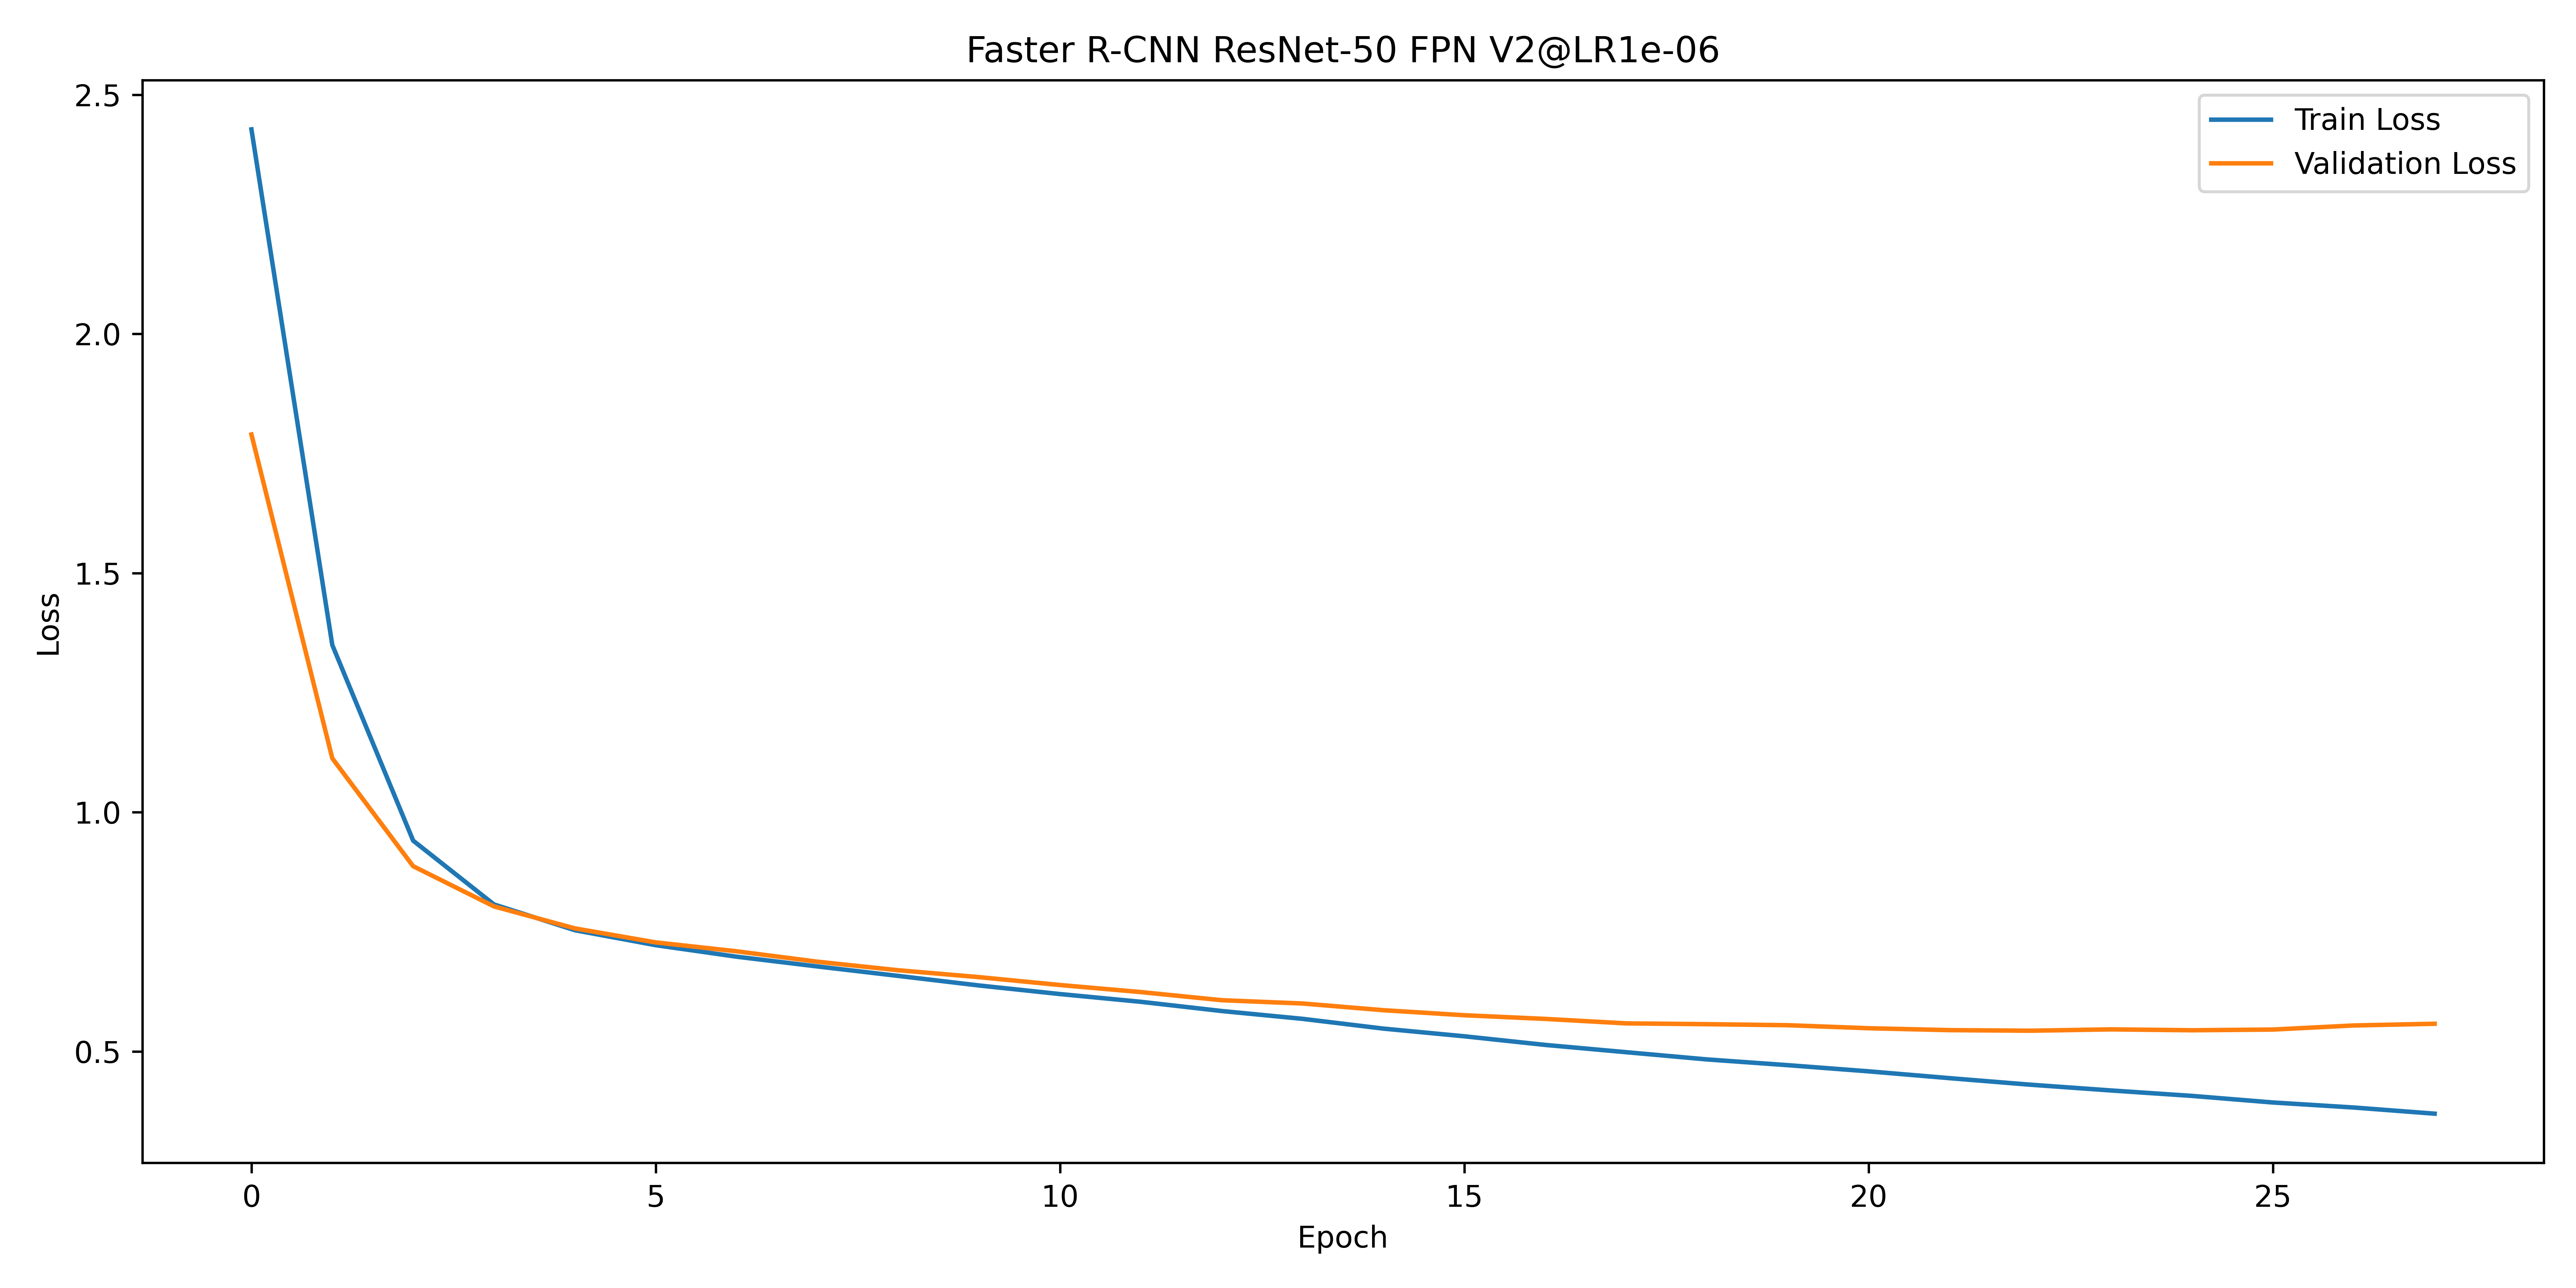 Faster R-CNN ResNet-50 FPN V2@LR1e-06
Train Loss
Validation Loss
2.5
2.0
1.5
1.0
0.5
Loss
0 5 10 15 20 25
Epoch